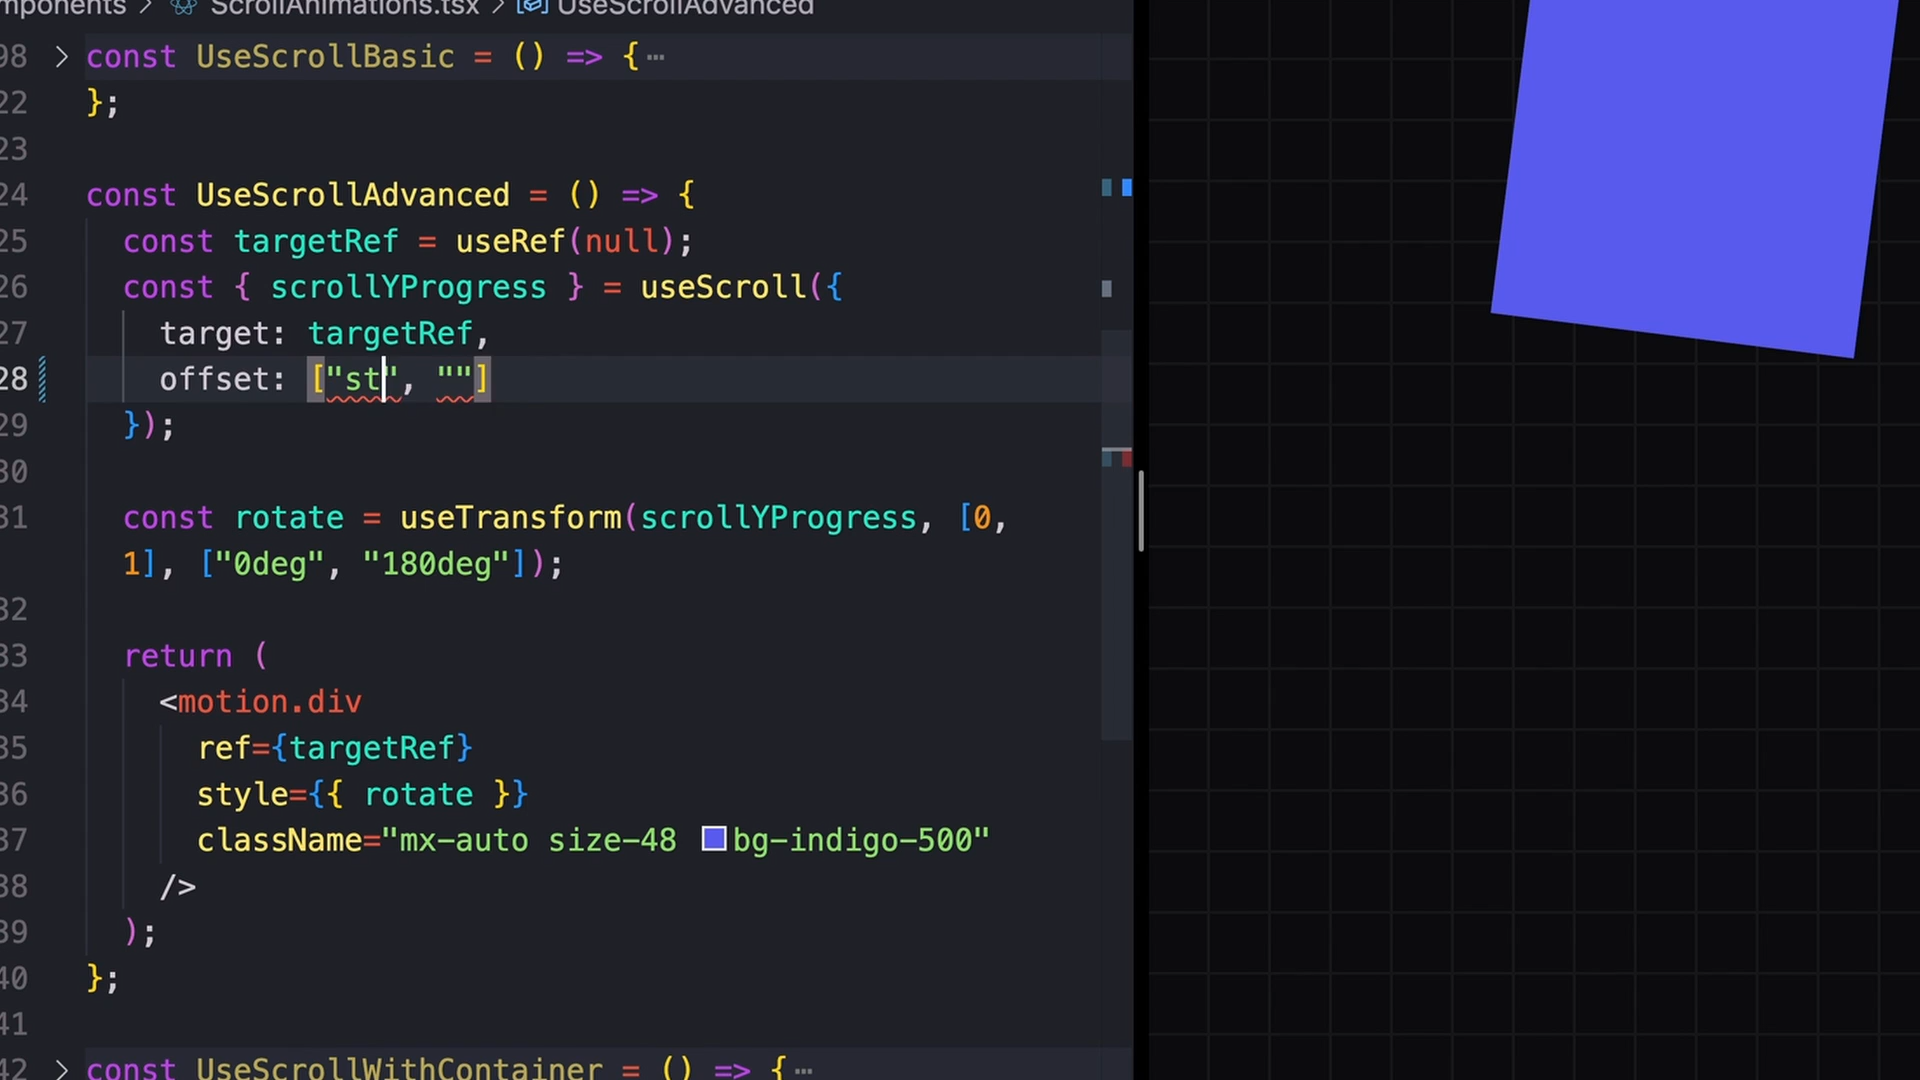 mponents > ScrollAnimations.tsx > UseScrollAdvanced
98 > const UseScrollBasic = () => { ⋯
22 };
23
24 const UseScrollAdvanced = () => {
25 const targetRef = useRef(null);
26 const { scrollYProgress } = useScroll({
27 target: targetRef,
28 offset: ["st", ""]
29 });
30
31 const rotate = useTransform(scrollYProgress, [0,
1], ["0deg", "180deg"]);
32
33 return (
34 <motion.div
35 ref={targetRef}
36 style={{ rotate }}
37 className="mx-auto size-48 bg-indigo-500"
38 />
39 );
40 };
41
42 > const UseScrollWithContainer = () => { ⋯